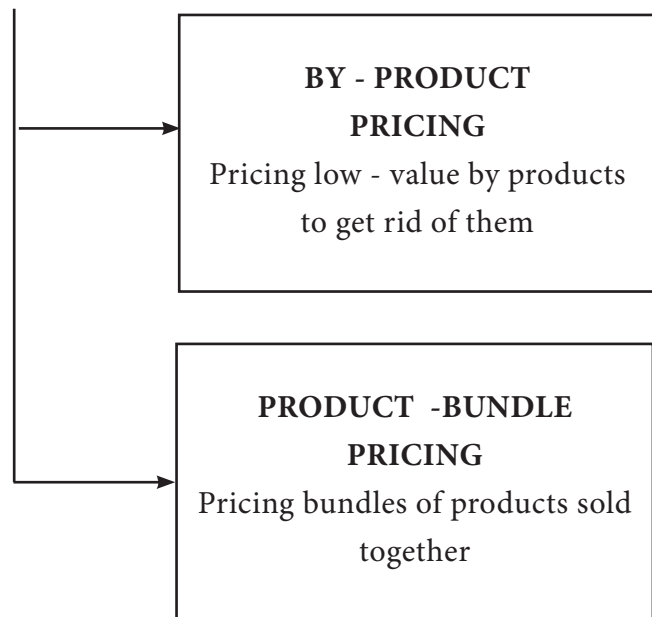 BY - PRODUCT
PRICING
Pricing low - value by products
to get rid of them
PRODUCT -BUNDLE
PRICING
Pricing bundles of products sold
together